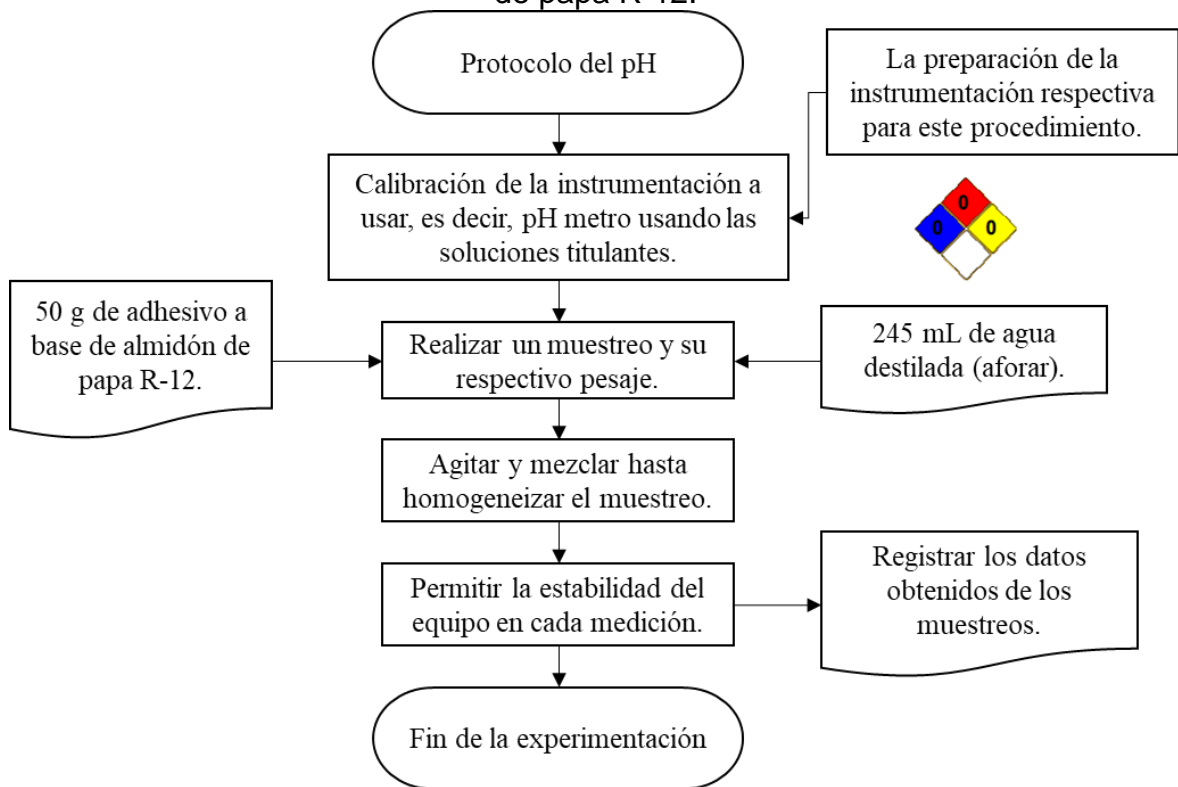 de papa R-12.
Protocolo del pH
La preparación de la
instrumentación respectiva
para este procedimiento.
Calibración de la instrumentación a
usar, es decir, pH metro usando las
soluciones titulantes.
0
0
0
50 g de adhesivo a
base de almidón de
papa R-12.
Realizar un muestreo y su
respectivo pesaje.
245 mL de agua
destilada (aforar).
Agitar y mezclar hasta
homogeneizar el muestreo.
Permitir la estabilidad del
equipo en cada medición.
Registrar los datos
obtenidos de los
muestreos.
Fin de la experimentación